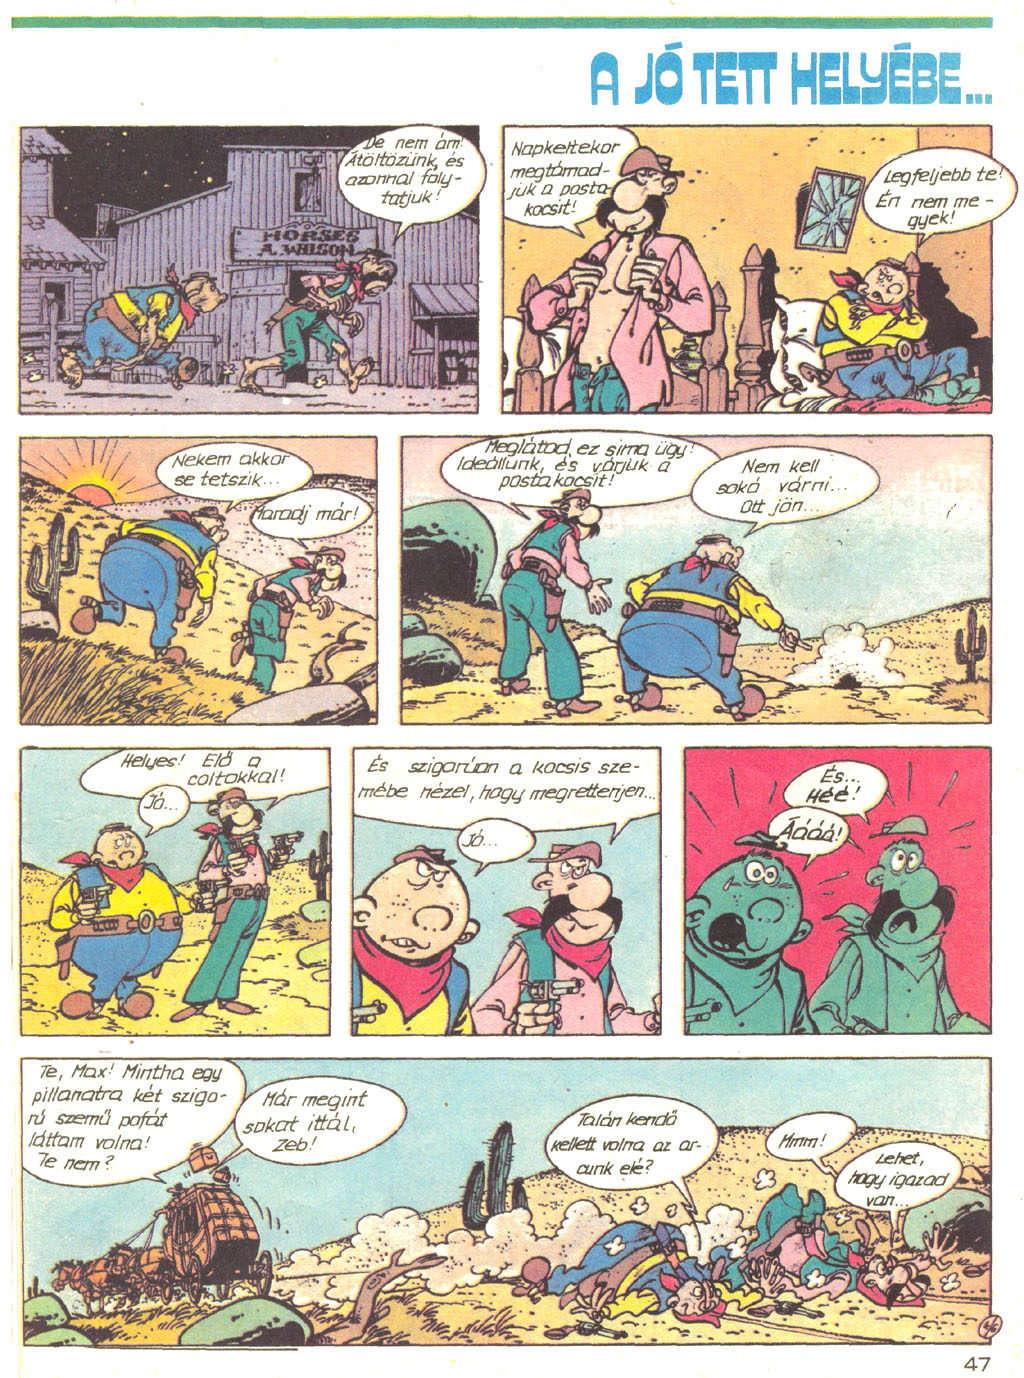 A JÓ TETT HELYÉBE...
De nem ám!
Átöltözünk, és
azonnal foly-
tatjuk!
HORSES
A. WILSON
Napkeltekor
megtámad-
juk a posta-
kocsit!
Legfeljebb te!
Én nem me-
gyek!
Nekem akkor
se tetszik...
Maradj már!
Meglátod, ez sima ügy!
Ideállunk, és várjuk a
postakocsit!
Nem kell
soká várni...
Ott jön...
Helyes! Elő a
coltokkal!
Jó...
És szigorúan a kocsis sze-
mébe nézel, hogy megrettenjen...
Jó...
És...
Héé!
Áááá!
Te, Max! Mintha egy
pillanatra két szigo-
rú szemű pofát
láttam volna!
Te nem?
Már megint
sokat ittál,
Zeb!
Talán kendő
kellett volna az ar-
cunk elé?
Mmm!
Lehet,
hogy igazad
van...
6/6
47